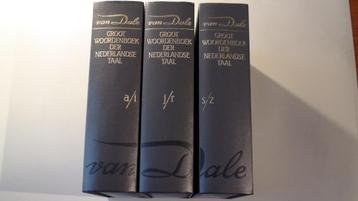 van Dale
GROOT
WOORDENBOEK
DER
NEDERLANDSE
TAAL
a/i
van Dale
GROOT
WOORDENBOEK
DER
NEDERLANDSE
TAAL
j/r
van Dale
GROOT
WOORDENBOEK
DER
NEDERLANDSE
TAAL
s/z
van Dale